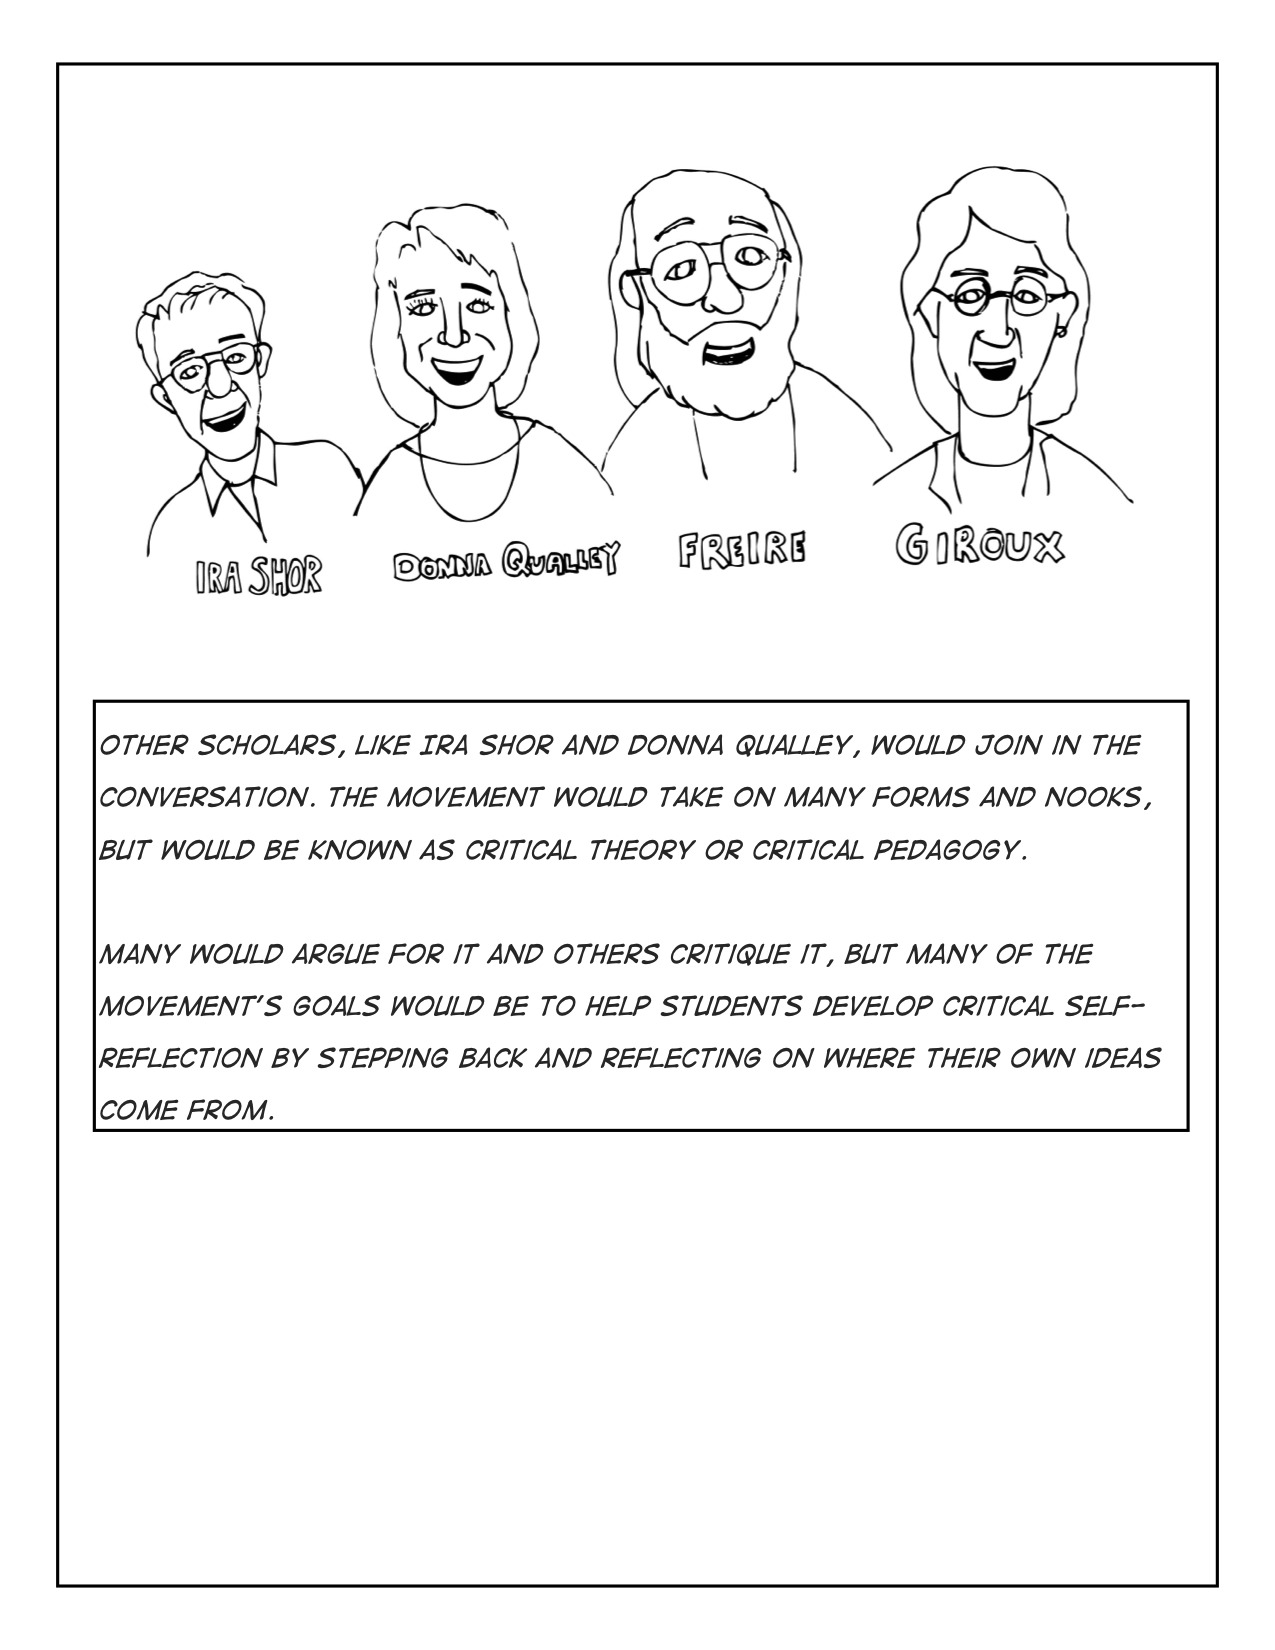 IRA SHOR DONNA QUALLEY FREIRE GIROUX
OTHER SCHOLARS, LIKE IRA SHOR AND DONNA QUALLEY, WOULD JOIN IN THE
CONVERSATION. THE MOVEMENT WOULD TAKE ON MANY FORMS AND NOOKS,
BUT WOULD BE KNOWN AS CRITICAL THEORY OR CRITICAL PEDAGOGY.
MANY WOULD ARGUE FOR IT AND OTHERS CRITIQUE IT, BUT MANY OF THE
MOVEMENT'S GOALS WOULD BE TO HELP STUDENTS DEVELOP CRITICAL SELF-
REFLECTION BY STEPPING BACK AND REFLECTING ON WHERE THEIR OWN IDEAS
COME FROM.